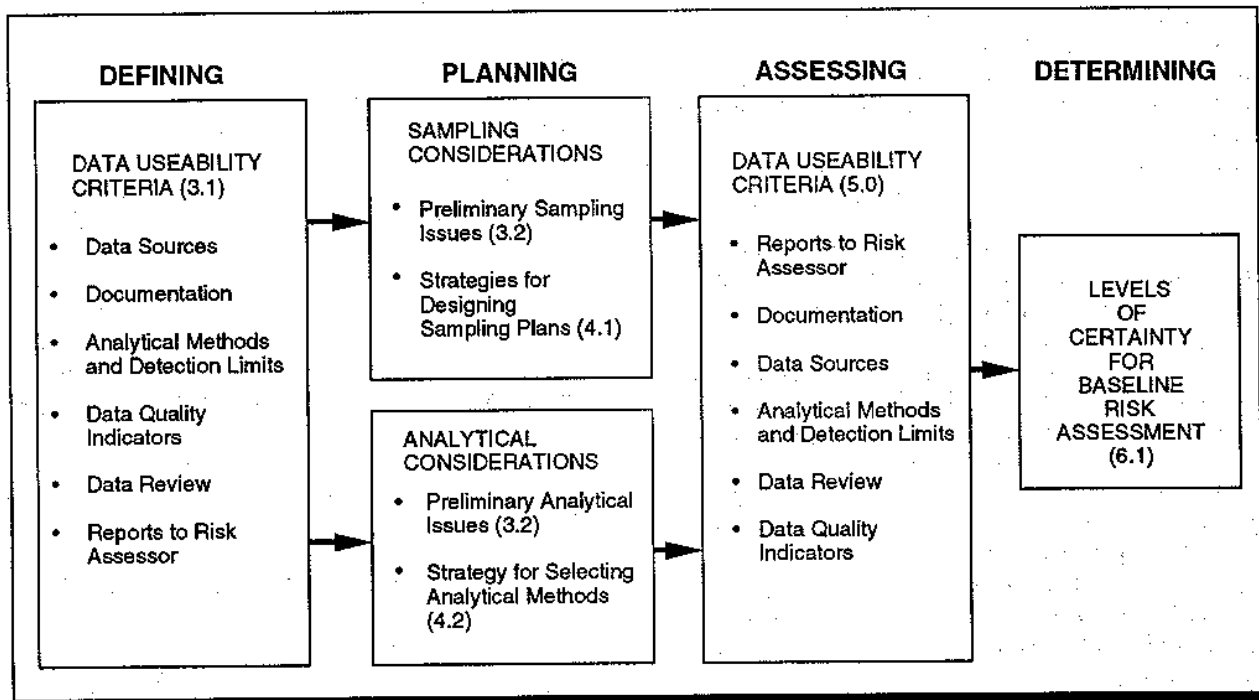 DEFINING
DATA USEABILITY
CRITERIA (3.1)
• Data Sources
• Documentation
• Analytical Methods
and Detection Limits
• Data Quality
Indicators
• Data Review
• Reports to Risk
Assessor
PLANNING
SAMPLING
CONSIDERATIONS
• Preliminary Sampling
Issues (3.2)
• Strategies for
Designing
Sampling Plans (4.1)
ANALYTICAL
CONSIDERATIONS
• Preliminary Analytical
Issues (3.2)
• Strategy for Selecting
Analytical Methods
(4.2)
ASSESSING
DATA USEABILITY
CRITERIA (5.0)
• Reports to Risk
Assessor
• Documentation
• Data Sources
• Analytical Methods
and Detection Limits
• Data Review
• Data Quality
Indicators
DETERMINING
LEVELS
OF
CERTAINTY
FOR
BASELINE
RISK
ASSESSMENT
(6.1)